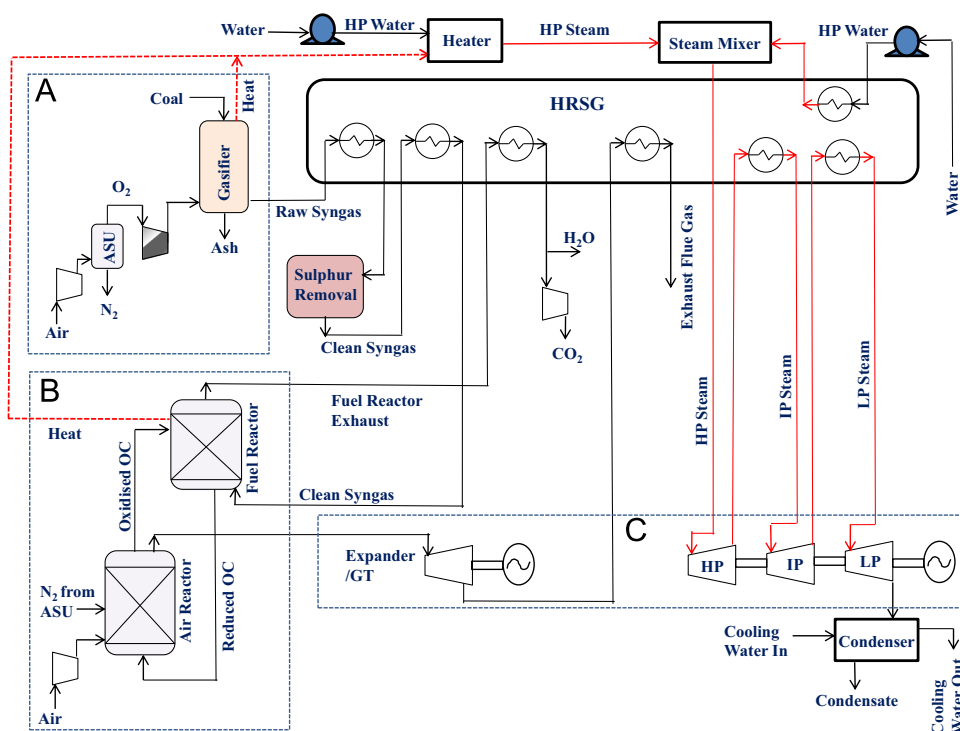 Water
HP Water
Heater
HP Steam
Steam Mixer
HP Water
A
Coal
Heat
HRSG
Gasifier
O2
Raw Syngas
ASU
Ash
N2
Air
Sulphur
Removal
Clean Syngas
H2O
CO2
Exhaust Flue Gas
Water
HP Steam
IP Steam
LP Steam
B
Heat
Fuel Reactor
Exhaust
Fuel Reactor
Oxidised OC
Clean Syngas
Reduced OC
Air Reactor
N2 from
ASU
Air
C
Expander
/GT
HP
IP
LP
Cooling
Water In
Condenser
Condensate
Cooling
Water Out